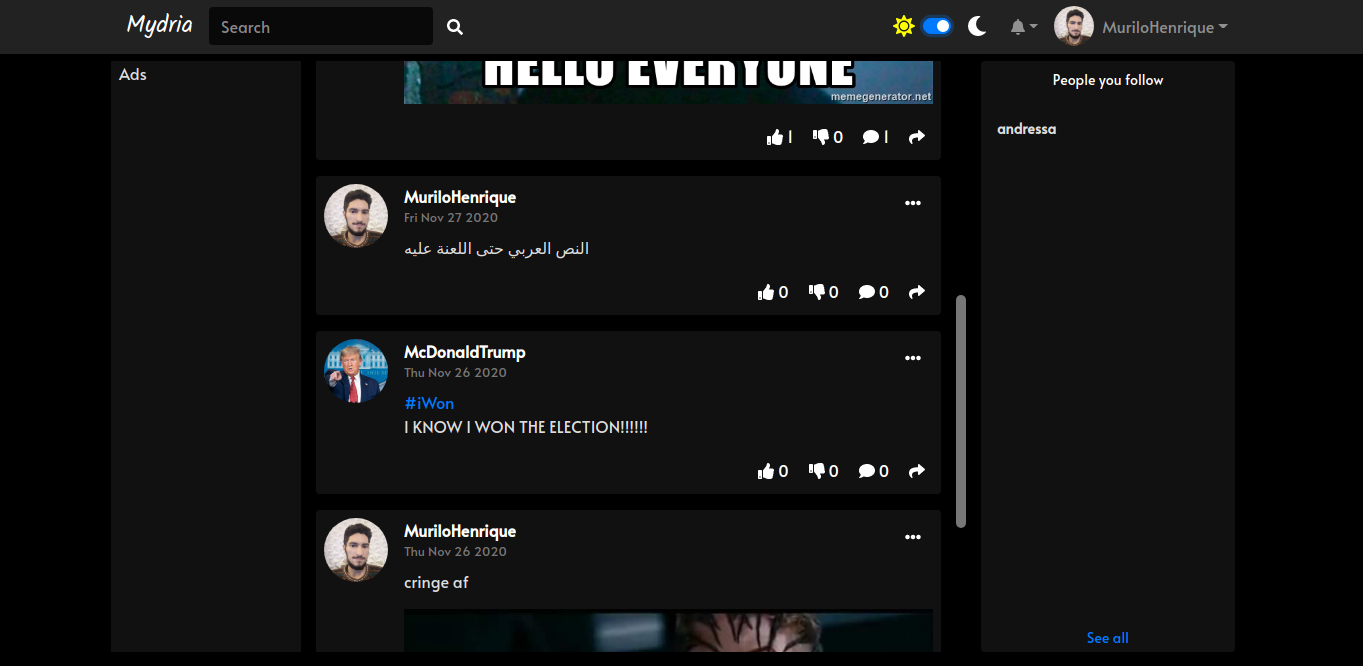 Mydria
Search
MuriloHenrique
Ads
HELLO EVERYONE
memegenerator.net
1
0
1
MuriloHenrique
Fri Nov 27 2020
النص العربي حتى اللعنة عليه
0
0
0
McDonaldTrump
Thu Nov 26 2020
#iWon
I KNOW I WON THE ELECTION!!!!!!
0
0
0
MuriloHenrique
Thu Nov 26 2020
cringe af
People you follow
andressa
See all